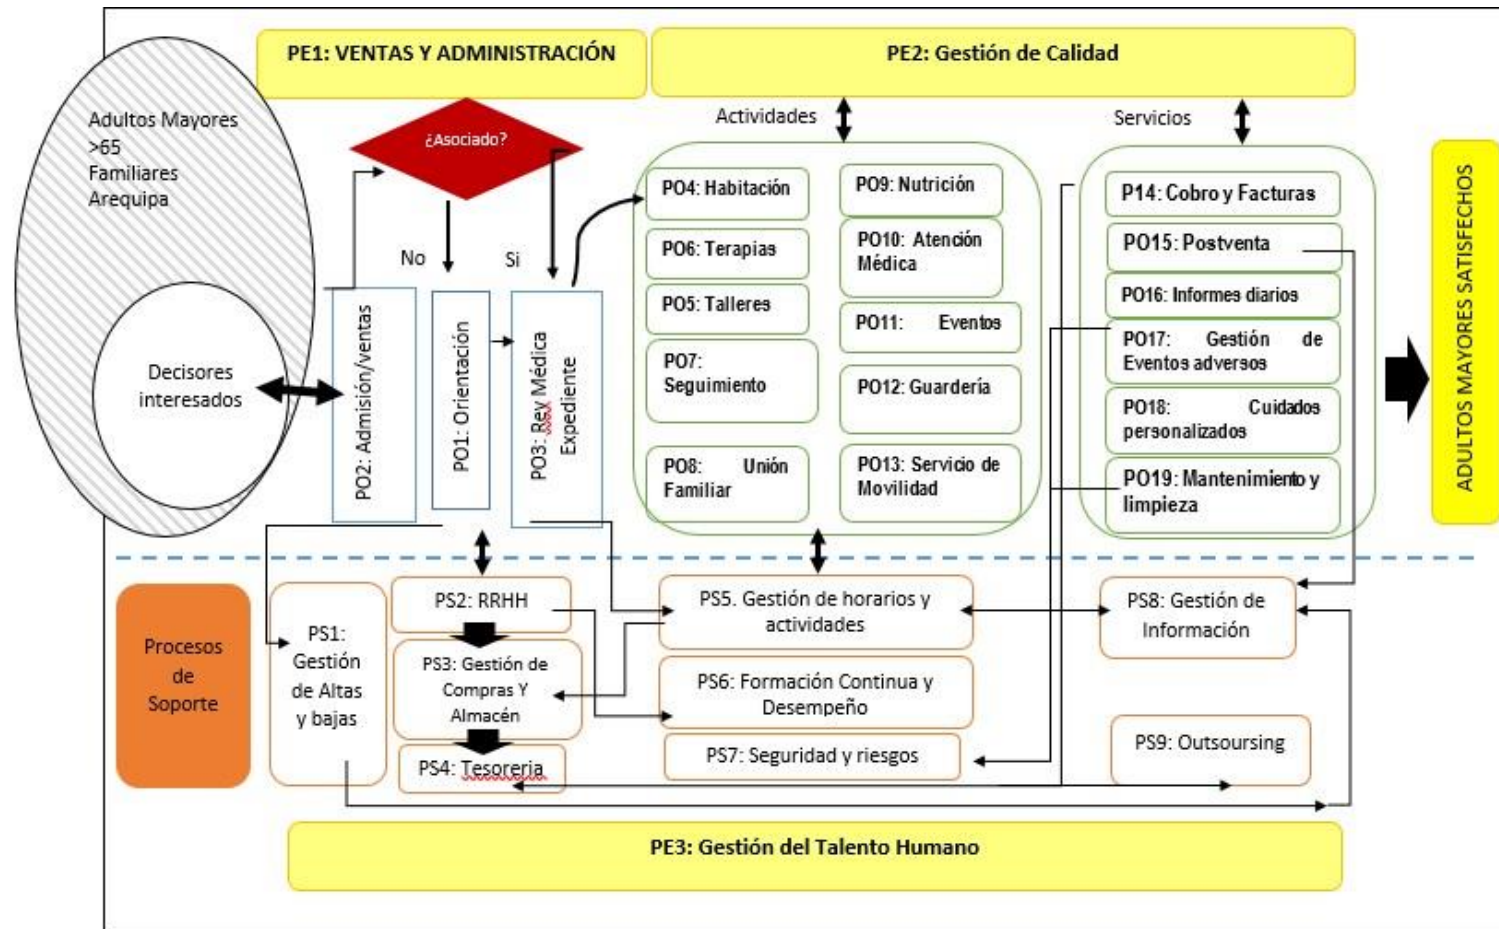 PE1: VENTAS Y ADMINISTRACIÓN
PE2: Gestión de Calidad
Adultos Mayores
>65
Familiares
Arequipa
Decisores
interesados
¿Asociado?
No
Si
PO2: Admisión/ventas
PO1: Orientación
PO3: Rev Médica
Expediente
Actividades
PO4: Habitación
PO6: Terapias
PO5: Talleres
PO7:
Seguimiento
PO8: Unión
Familiar
PO9: Nutrición
PO10: Atención
Médica
PO11: Eventos
PO12: Guardería
PO13: Servicio de
Movilidad
Servicios
P14: Cobro y Facturas
PO15: Postventa
PO16: Informes diarios
PO17: Gestión de
Eventos adversos
PO18: Cuidados
personalizados
PO19: Mantenimiento y
limpieza
ADULTOS MAYORES SATISFECHOS
Procesos
de
Soporte
PS1:
Gestión
de Altas
y bajas
PS2: RRHH
PS3: Gestión de
Compras Y
Almacén
PS4: Tesoreria
PS5. Gestión de horarios y
actividades
PS6: Formación Continua y
Desempeño
PS7: Seguridad y riesgos
PS8: Gestión de
Información
PS9: Outsoursing
PE3: Gestión del Talento Humano